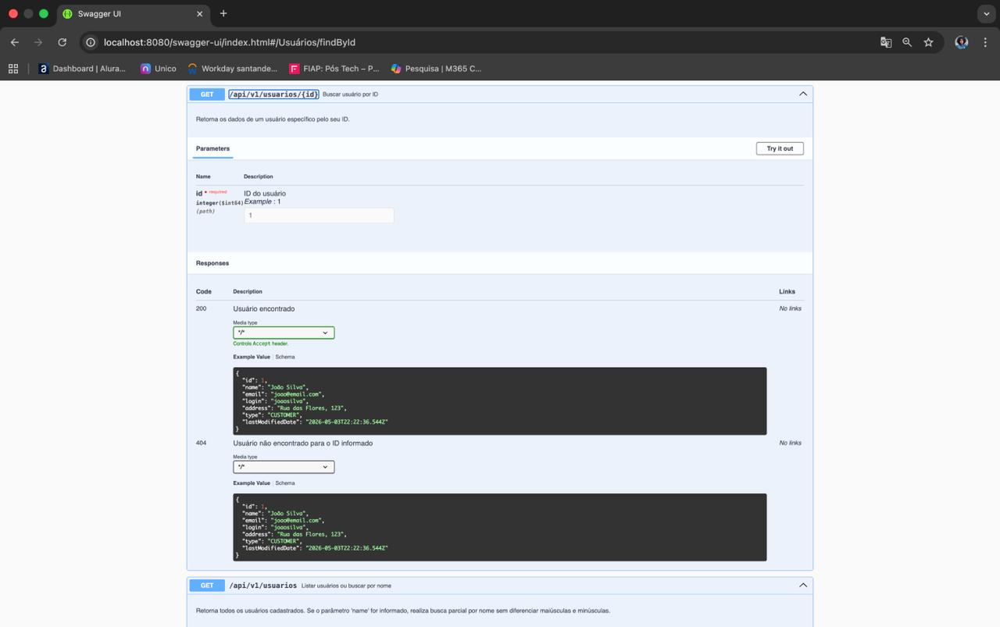 Swagger UI
localhost:8080/swagger-ui/index.html#/Usuários/findById
Dashboard | Alura... Unico Workday santande... FIAP: Pós Tech – P... Pesquisa | M365 C...
GET /api/v1/usuarios/{id} Buscar usuário por ID
Retorna os dados de um usuário específico pelo seu ID.
Parameters Try it out
Name Description
id * required ID do usuário
integer($int64) Example : 1
(path) 1
Responses
Code Description Links
200 Usuário encontrado No links
Media type
*/*
Controls Accept header.
Example Value Schema
{
"id": 1,
"name": "João Silva",
"email": "joao@email.com",
"login": "joaosilva",
"address": "Rua das Flores, 123",
"type": "CUSTOMER",
"lastModifiedDate": "2026-05-03T22:22:36.544Z"
}
404 Usuário não encontrado para o ID informado No links
Media type
*/*
Example Value Schema
{
"id": 1,
"name": "João Silva",
"email": "joao@email.com",
"login": "joaosilva",
"address": "Rua das Flores, 123",
"type": "CUSTOMER",
"lastModifiedDate": "2026-05-03T22:22:36.544Z"
}
GET /api/v1/usuarios Listar usuários ou buscar por nome
Retorna todos os usuários cadastrados. Se o parâmetro 'name' for informado, realiza busca parcial por nome sem diferenciar maiúsculas e minúsculas.